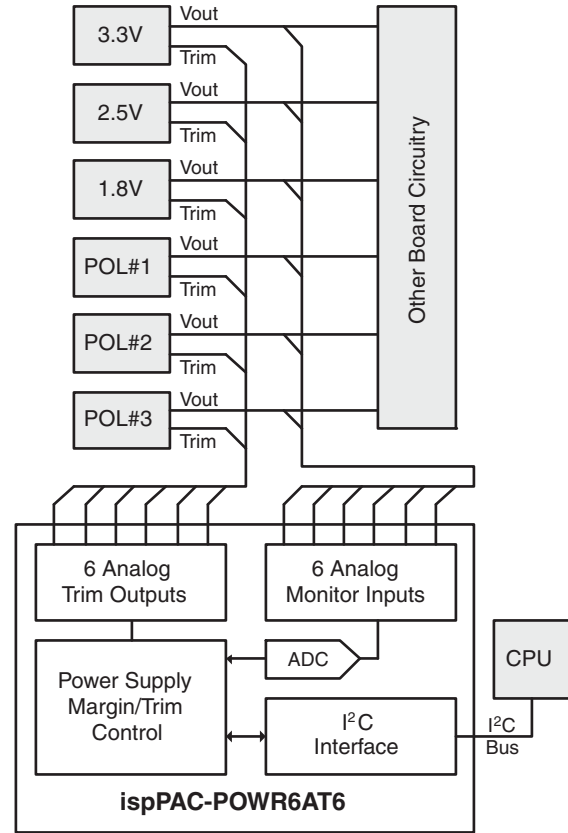 3.3V
Vout
Trim
2.5V
Vout
Trim
1.8V
Vout
Trim
POL#1
Vout
Trim
POL#2
Vout
Trim
POL#3
Vout
Trim
Other Board Circuitry
6 Analog
Trim Outputs
6 Analog
Monitor Inputs
ADC
Power Supply
Margin/Trim
Control
I²C
Interface
CPU
I²C
Bus
ispPAC-POWR6AT6